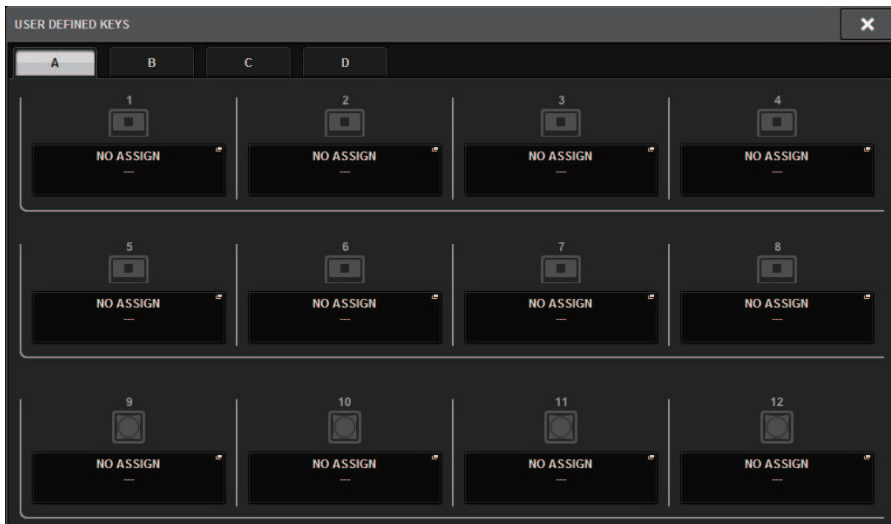 USER DEFINED KEYS
A B C D
1 2 3 4
NO ASSIGN NO ASSIGN NO ASSIGN NO ASSIGN
--- --- --- ---
5 6 7 8
NO ASSIGN NO ASSIGN NO ASSIGN NO ASSIGN
--- --- --- ---
9 10 11 12
NO ASSIGN NO ASSIGN NO ASSIGN NO ASSIGN
--- --- --- ---